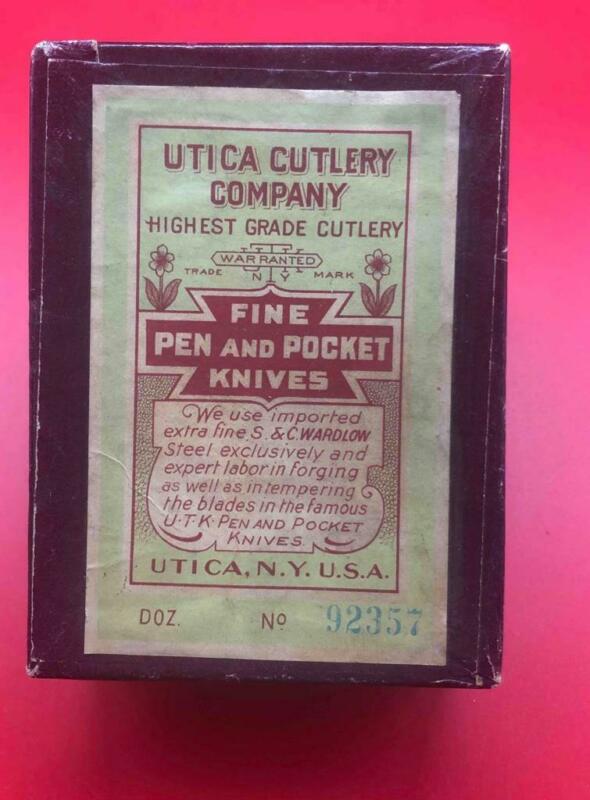 UTICA CUTLERY
COMPANY
HIGHEST GRADE CUTLERY
WARRANTED
TRADE N Y MARK
FINE
PEN AND POCKET
KNIVES
We use imported
extra fine S. & C. WARDLOW
Steel exclusively and
expert labor in forging
as well as in tempering
the blades in the famous
U·T·K· PEN AND POCKET
KNIVES.
UTICA, N.Y. U.S.A.
DOZ. No 92357